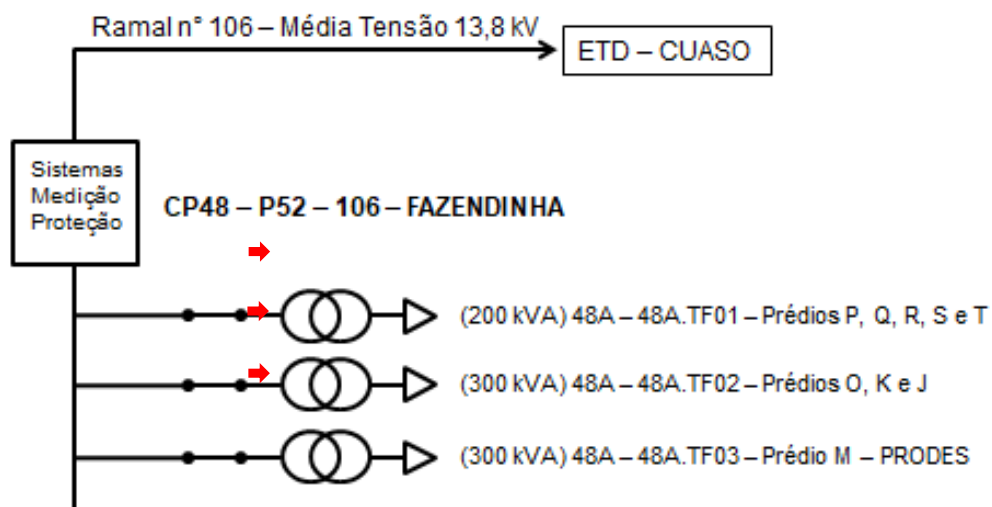 Ramal n° 106 – Média Tensão 13,8 kV
ETD – CUASO
Sistemas
Medição
Proteção
CP48 – P52 – 106 – FAZENDINHA
(200 kVA) 48A – 48A.TF01 – Prédios P, Q, R, S e T
(300 kVA) 48A – 48A.TF02 – Prédios O, K e J
(300 kVA) 48A – 48A.TF03 – Prédio M – PRODES